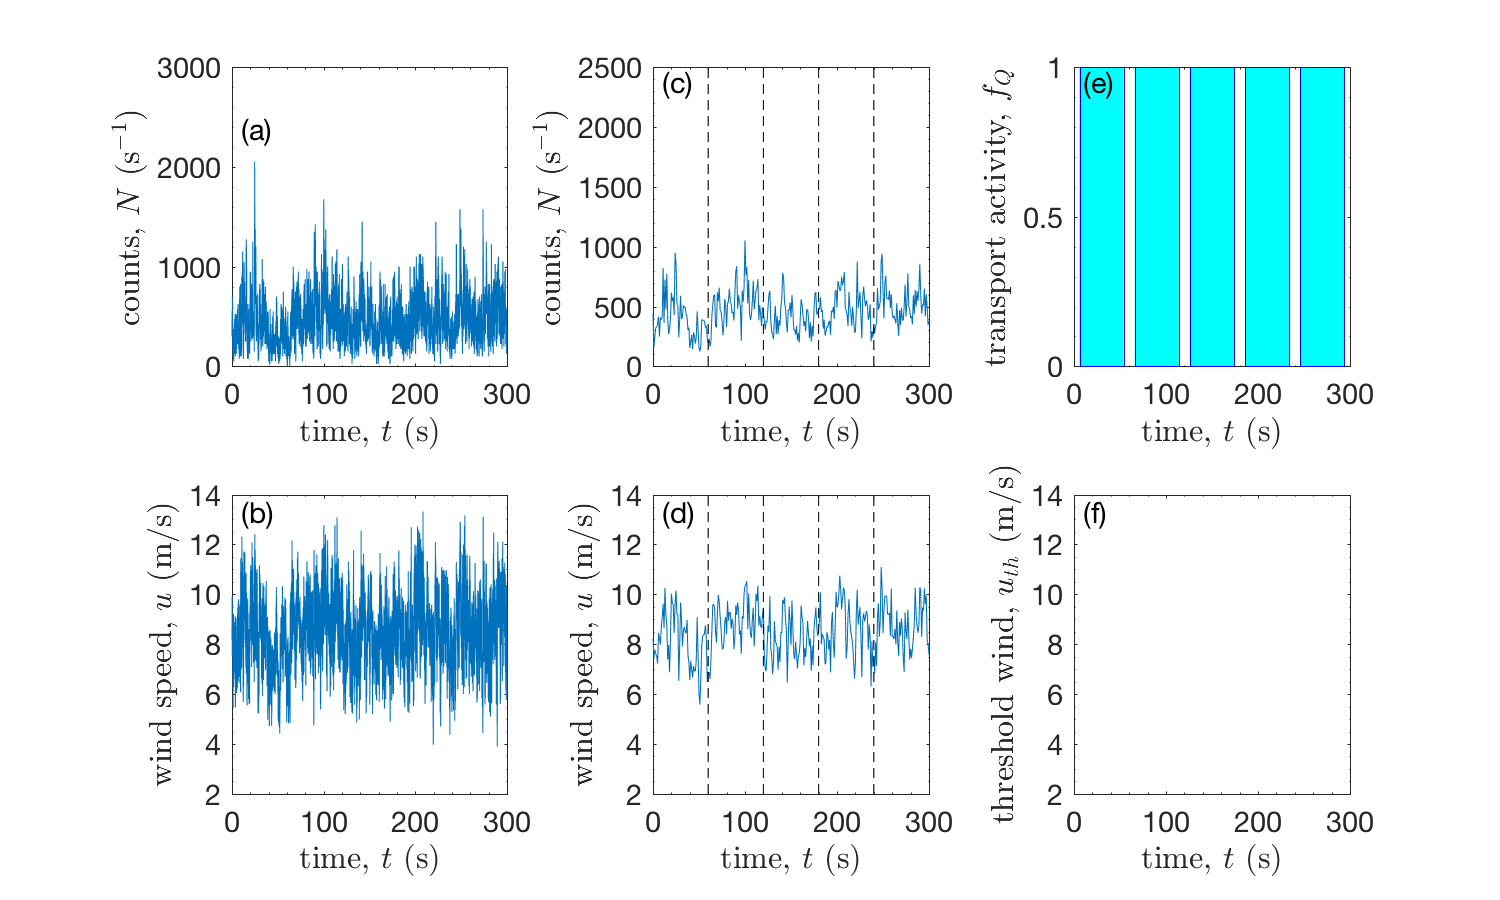 3000
2000
1000
0
counts, N (s⁻¹)
(a)
0 100 200 300
time, t (s)
2500
2000
1500
1000
500
0
counts, N (s⁻¹)
(c)
0 100 200 300
time, t (s)
1
0.5
0
transport activity, f_Q
(e)
0 100 200 300
time, t (s)
14
12
10
8
6
4
2
wind speed, u (m/s)
(b)
0 100 200 300
time, t (s)
14
12
10
8
6
4
2
wind speed, u (m/s)
(d)
0 100 200 300
time, t (s)
14
12
10
8
6
4
2
threshold wind, u_th (m/s)
(f)
0 100 200 300
time, t (s)